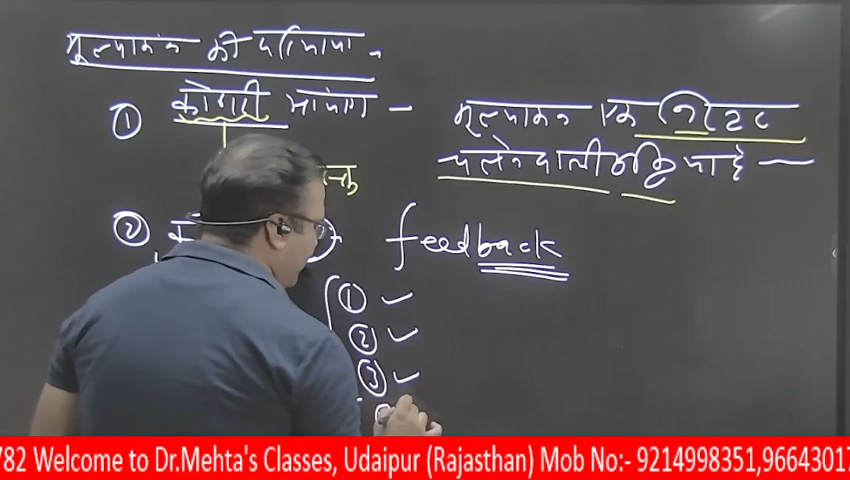 मूल्यांकन की परिभाषा -
① कोठारी आयोग - मूल्यांकन एक निरंतर
चलने वाली प्रक्रिया है —
②
feedback
① ✓
② ✓
③ ✓
782 Welcome to Dr.Mehta's Classes, Udaipur (Rajasthan) Mob No:- 9214998351,96643017